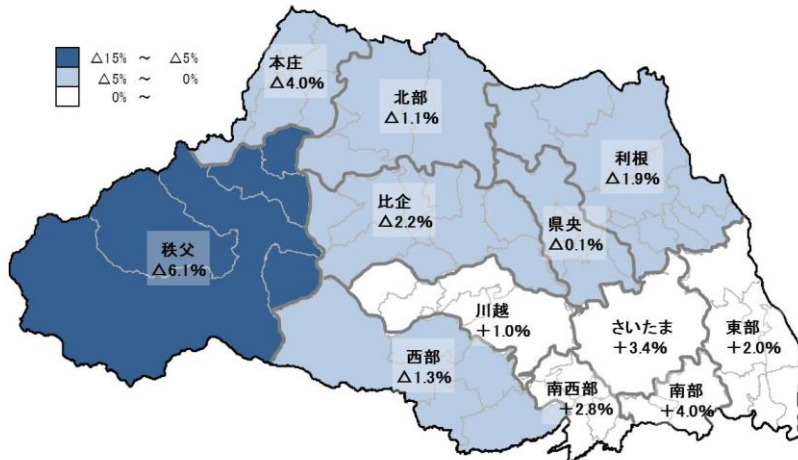 △15% ～ △5%
△5% ～ 0%
0% ～
本庄
△4.0%
北部
△1.1%
利根
△1.9%
比企
△2.2%
県央
△0.1%
秩父
△6.1%
川越
+1.0%
さいたま
+3.4%
東部
+2.0%
西部
△1.3%
南西部
+2.8%
南部
+4.0%